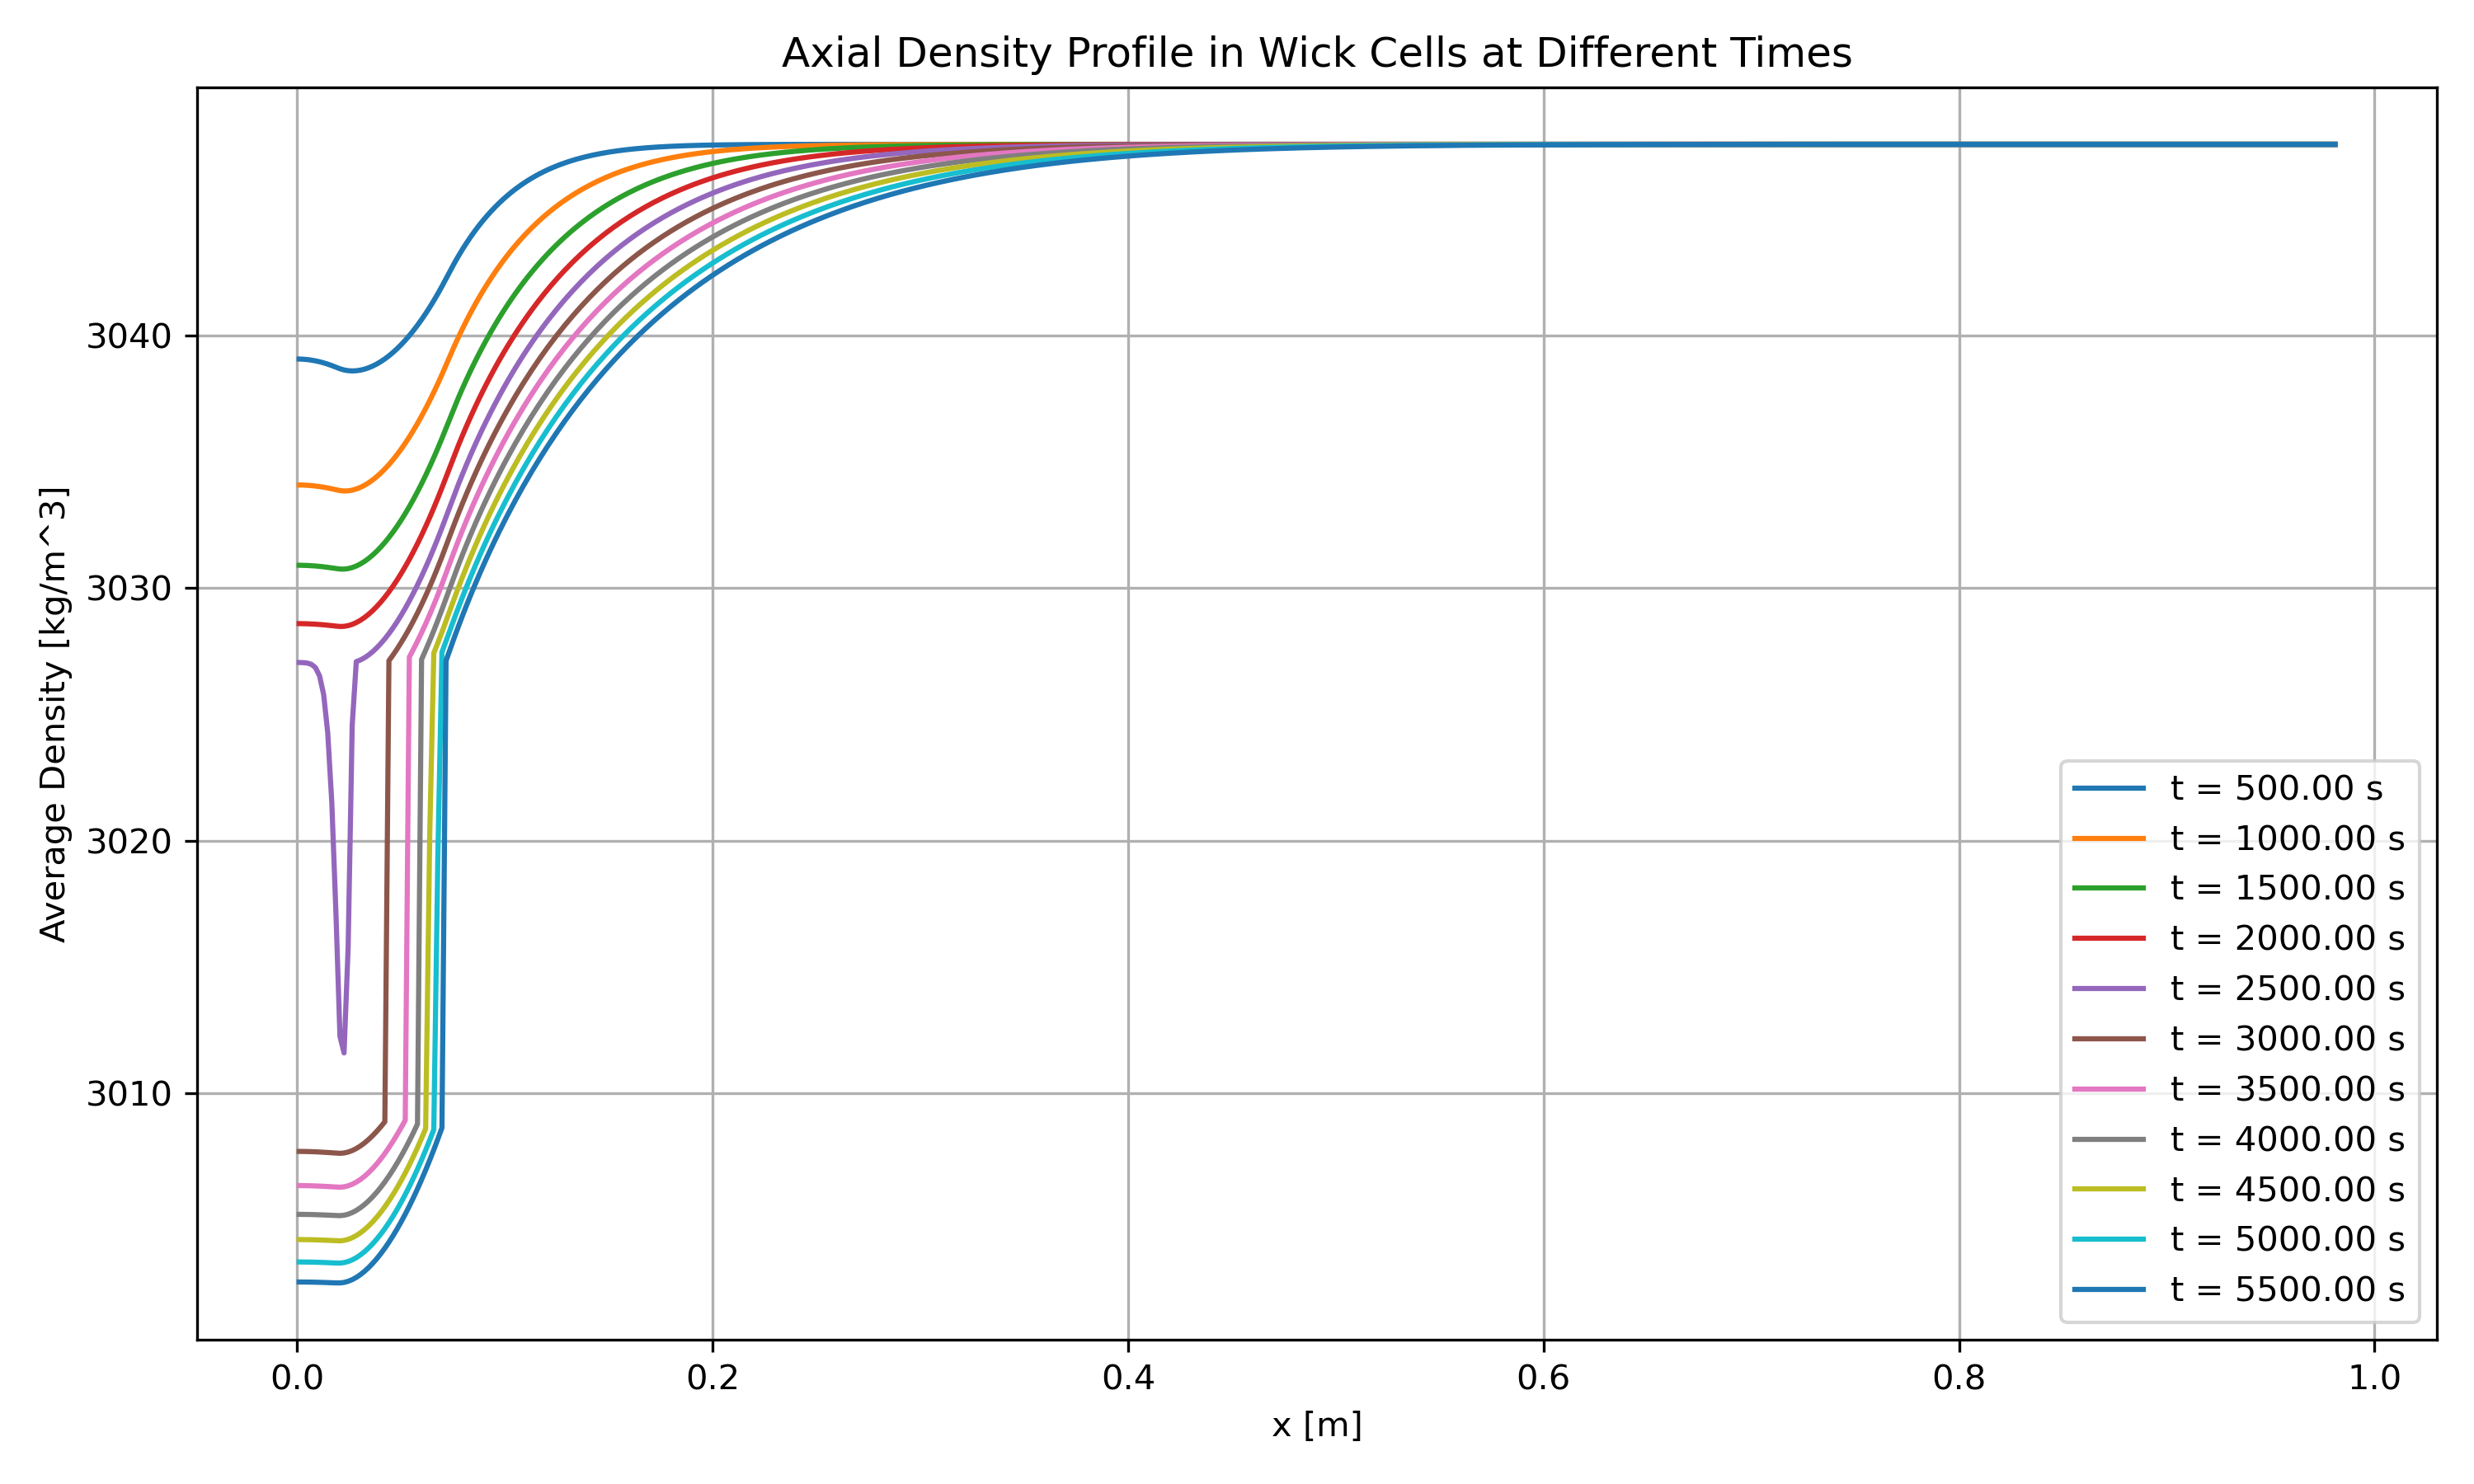 Axial Density Profile in Wick Cells at Different Times
Average Density [kg/m^3]
3040
3030
3020
3010
0.0
0.2
0.4
0.6
0.8
1.0
x [m]
t = 500.00 s
t = 1000.00 s
t = 1500.00 s
t = 2000.00 s
t = 2500.00 s
t = 3000.00 s
t = 3500.00 s
t = 4000.00 s
t = 4500.00 s
t = 5000.00 s
t = 5500.00 s